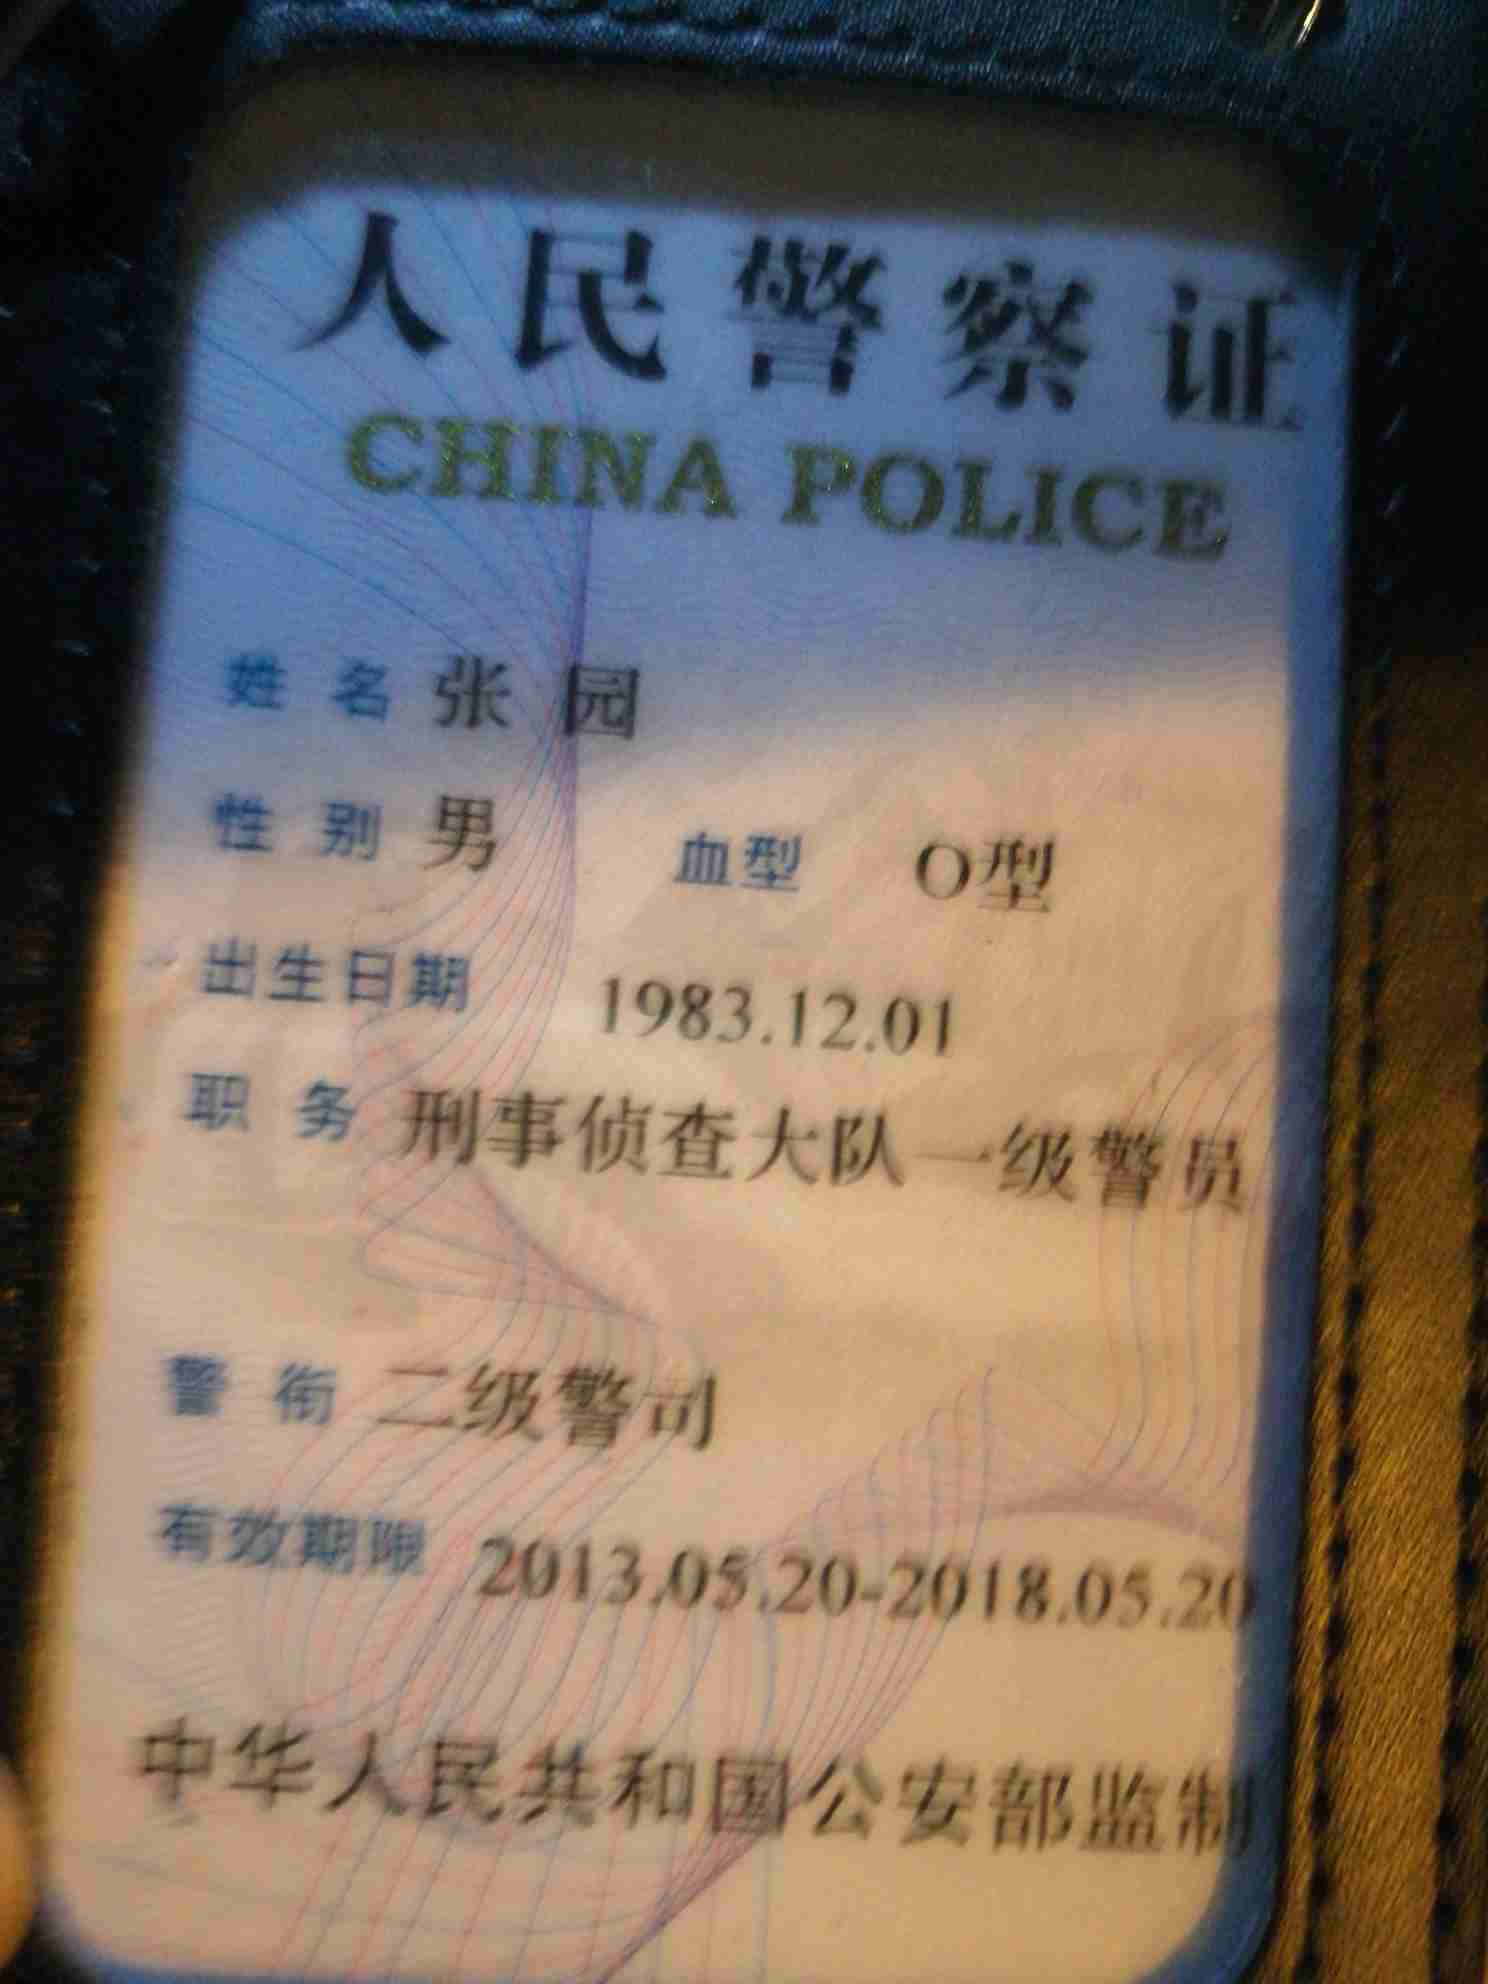 人民警察证
CHINA POLICE
姓名 张园
性别 男 血型 O型
出生日期 1983.12.01
职务 刑事侦查大队一级警员
警衔 二级警司
有效期限 2013.05.20-2018.05.20
中华人民共和国公安部监制